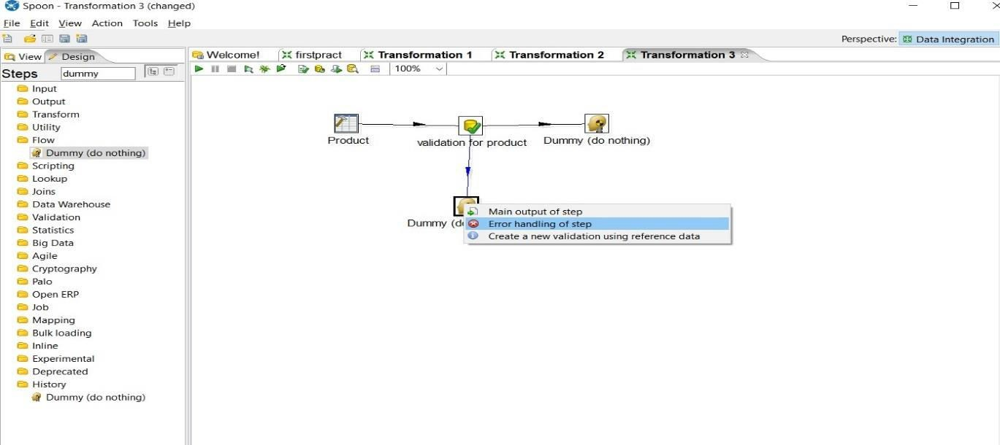 Spoon - Transformation 3 (changed)
File Edit View Action Tools Help
Perspective: Data Integration
View Design
Welcome! firstpract Transformation 1 Transformation 2 Transformation 3
Steps dummy
100%
Input
Output
Transform
Utility
Flow
Dummy (do nothing)
Scripting
Lookup
Joins
Data Warehouse
Validation
Statistics
Big Data
Agile
Cryptography
Palo
Open ERP
Job
Mapping
Bulk loading
Inline
Experimental
Deprecated
History
Dummy (do nothing)
Product
validation for product
Dummy (do nothing)
Dummy (d
Main output of step
Error handling of step
Create a new validation using reference data